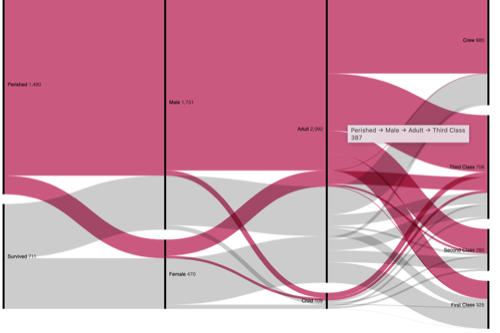 Crew 885
Perished 1,490
Male 1,731
Adult 2,092
Perished → Male → Adult → Third Class
387
Third Class 706
Second Class 285
Survived 711
Female 470
Child 109
First Class 325